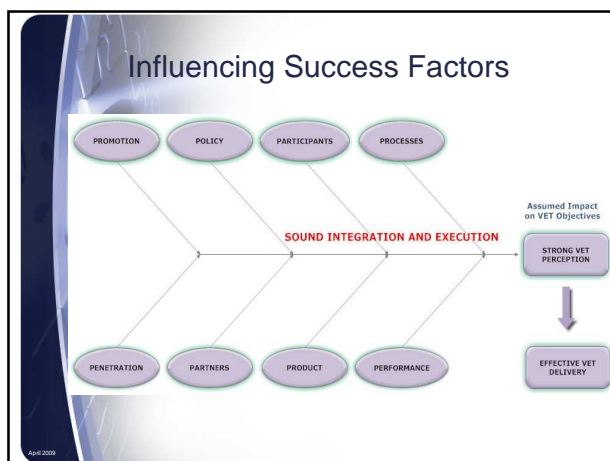 Influencing Success Factors
PROMOTION
POLICY
PARTICIPANTS
PROCESSES
Assumed Impact
on VET Objectives
SOUND INTEGRATION AND EXECUTION
STRONG VET
PERCEPTION
PENETRATION
PARTNERS
PRODUCT
PERFORMANCE
EFFECTIVE VET
DELIVERY
April 2009